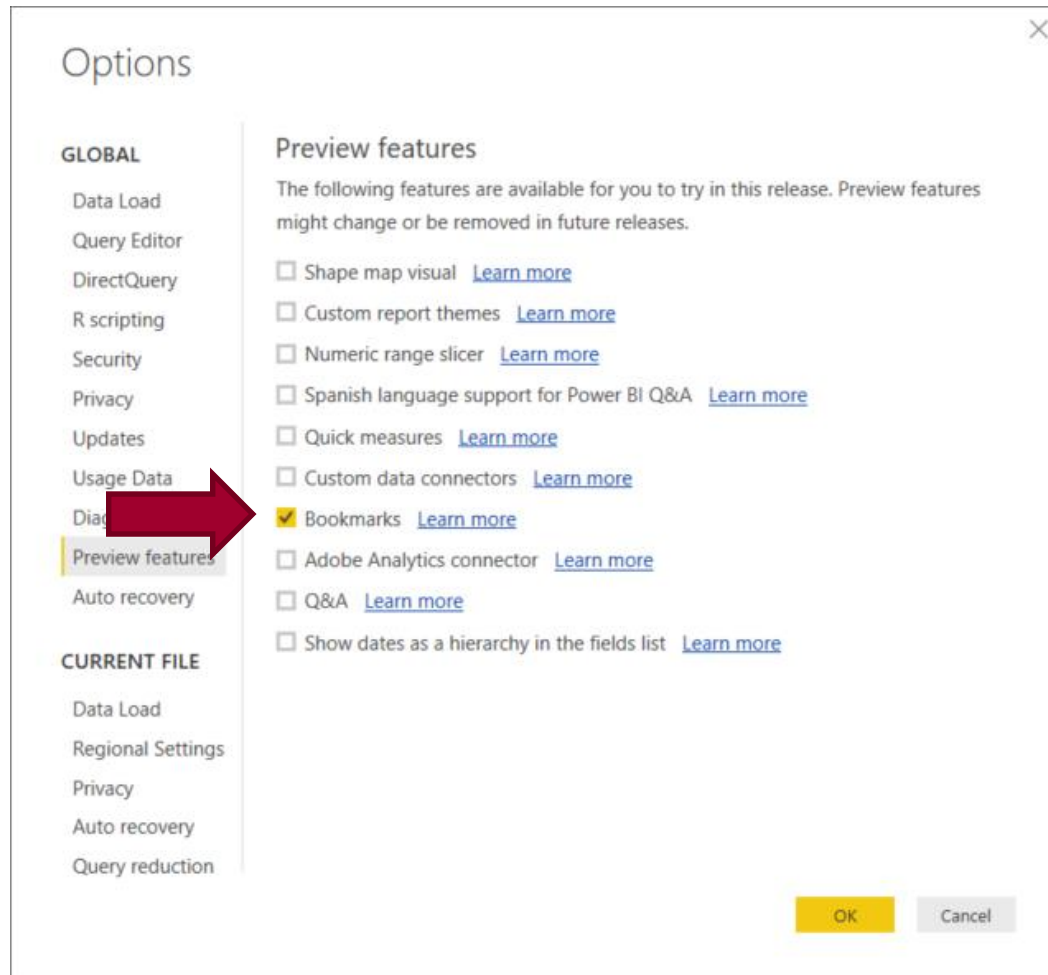 Options
GLOBAL
Data Load
Query Editor
DirectQuery
R scripting
Security
Privacy
Updates
Usage Data
Diag
Preview features
Auto recovery
CURRENT FILE
Data Load
Regional Settings
Privacy
Auto recovery
Query reduction
Preview features
The following features are available for you to try in this release. Preview features
might change or be removed in future releases.
Shape map visual Learn more
Custom report themes Learn more
Numeric range slicer Learn more
Spanish language support for Power BI Q&A Learn more
Quick measures Learn more
Custom data connectors Learn more
Bookmarks Learn more
Adobe Analytics connector Learn more
Q&A Learn more
Show dates as a hierarchy in the fields list Learn more
OK Cancel